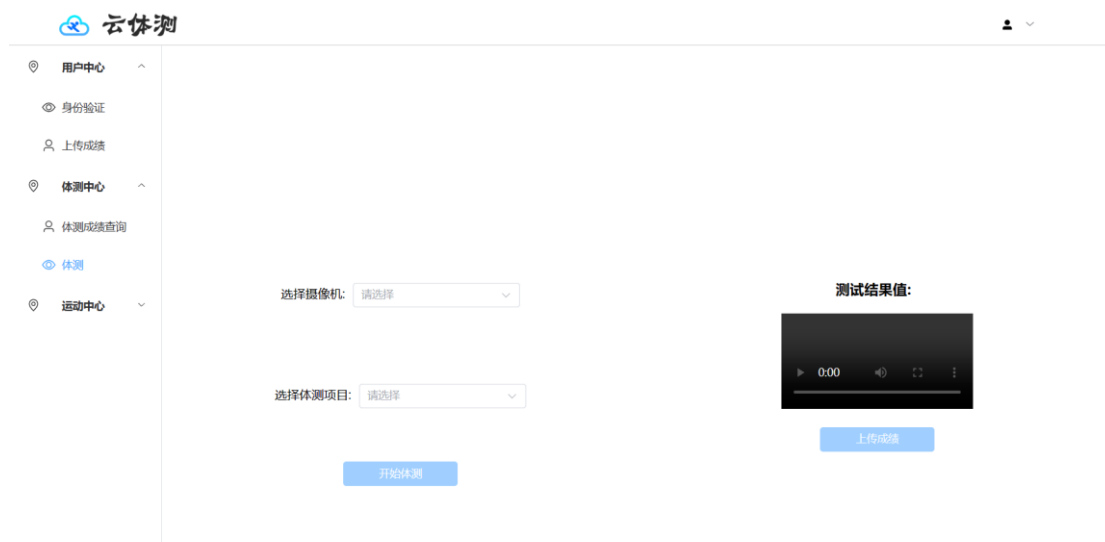 云体测
用户中心
身份验证
上传成绩
体测中心
体测成绩查询
体测
运动中心
选择摄像机: 请选择
选择体测项目: 请选择
开始体测
测试结果值:
0:00
上传成绩